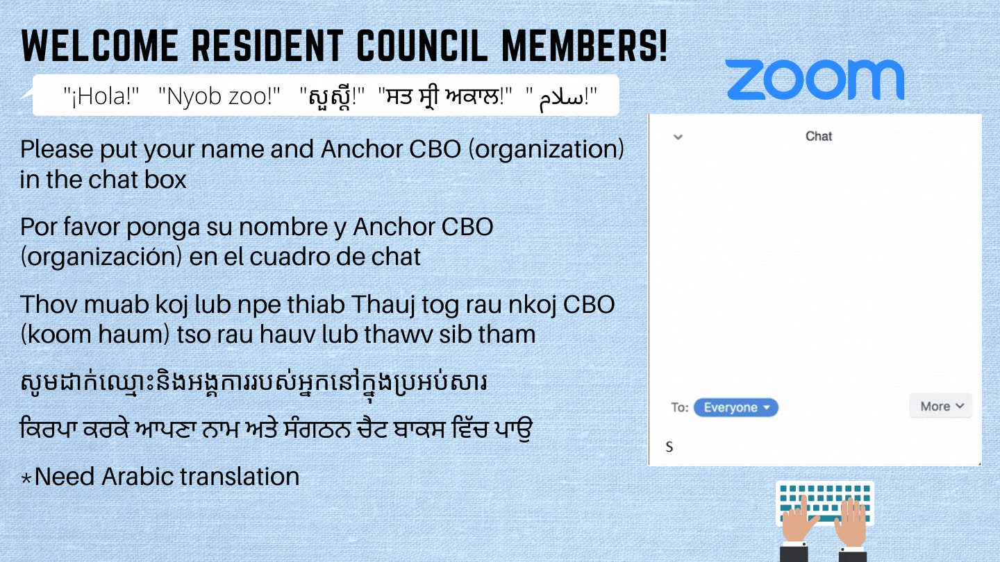 WELCOME RESIDENT COUNCIL MEMBERS!
"¡Hola!" "Nyob zoo!" "សួស្តី!" "ਸਤ ਸ੍ਰੀ ਅਕਾਲ!" "سلام!"
zoom
Please put your name and Anchor CBO (organization)
in the chat box
Por favor ponga su nombre y Anchor CBO
(organización) en el cuadro de chat
Thov muab koj lub npe thiab Thauj tog rau nkoj CBO
(koom haum) tso rau hauv lub thawv sib tham
សូមដាក់ឈ្មោះនិងអង្គការរបស់អ្នកនៅក្នុងប្រអប់សារ
ਕਿਰਪਾ ਕਰਕੇ ਆਪਣਾ ਨਾਮ ਅਤੇ ਸੰਗਠਨ ਚੈਟ ਬਾਕਸ ਵਿੱਚ ਪਾਉ
*Need Arabic translation
Chat
To: Everyone More
S